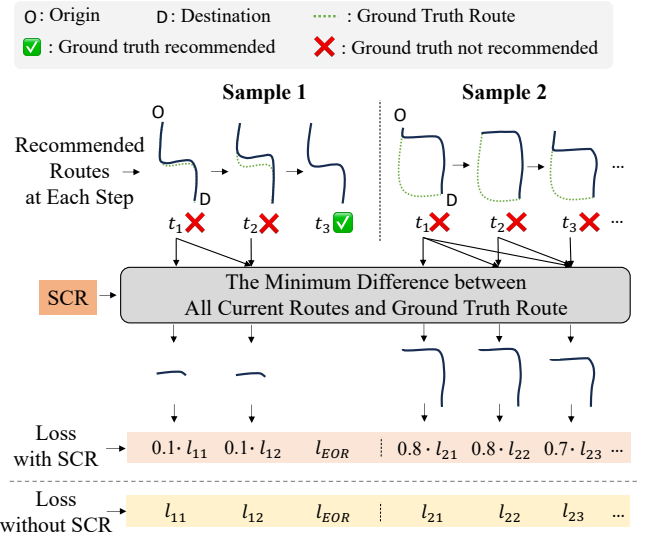 O: Origin D: Destination : Ground Truth Route
✅: Ground truth recommended ❌: Ground truth not recommended
Sample 1 Sample 2
O O
Recommended
Routes
at Each Step
...
D D
t₁❌ t₂❌ t₃✅ t₁❌ t₂❌ t₃❌ ...
SCR
The Minimum Difference between
All Current Routes and Ground Truth Route
Loss
with SCR
0.1· l₁₁ 0.1· l₁₂ l_EOR 0.8· l₂₁ 0.8· l₂₂ 0.7· l₂₃ ...
Loss
without SCR
l₁₁ l₁₂ l_EOR l₂₁ l₂₂ l₂₃ ...